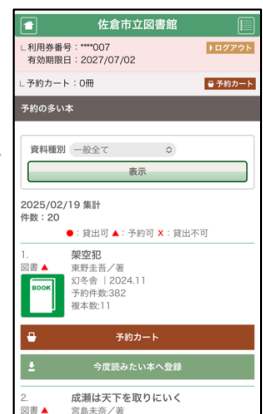 佐倉市立図書館
∟利用券番号：****007
ログアウト
有効期限日：2027/07/02
∟予約カート：0冊
予約カート
予約の多い本
資料種別 一般全て
表示
2025/02/19 集計
件数：20
●：貸出可 ▲：予約可 X：貸出不可
1. 架空犯
図書 ▲ 東野圭吾／著
BOOK
幻冬舎 | 2024.11
予約件数:382
複本数:11
予約カート
今度読みたい本へ登録
2. 成瀬は天下を取りにいく
図書 ▲ 宮島未奈／著